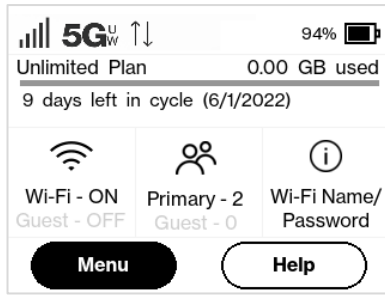 5G UW 94%
Unlimited Plan 0.00 GB used
9 days left in cycle (6/1/2022)
Wi-Fi - ON
Guest - OFF
Primary - 2
Guest - 0
Wi-Fi Name/
Password
Menu Help